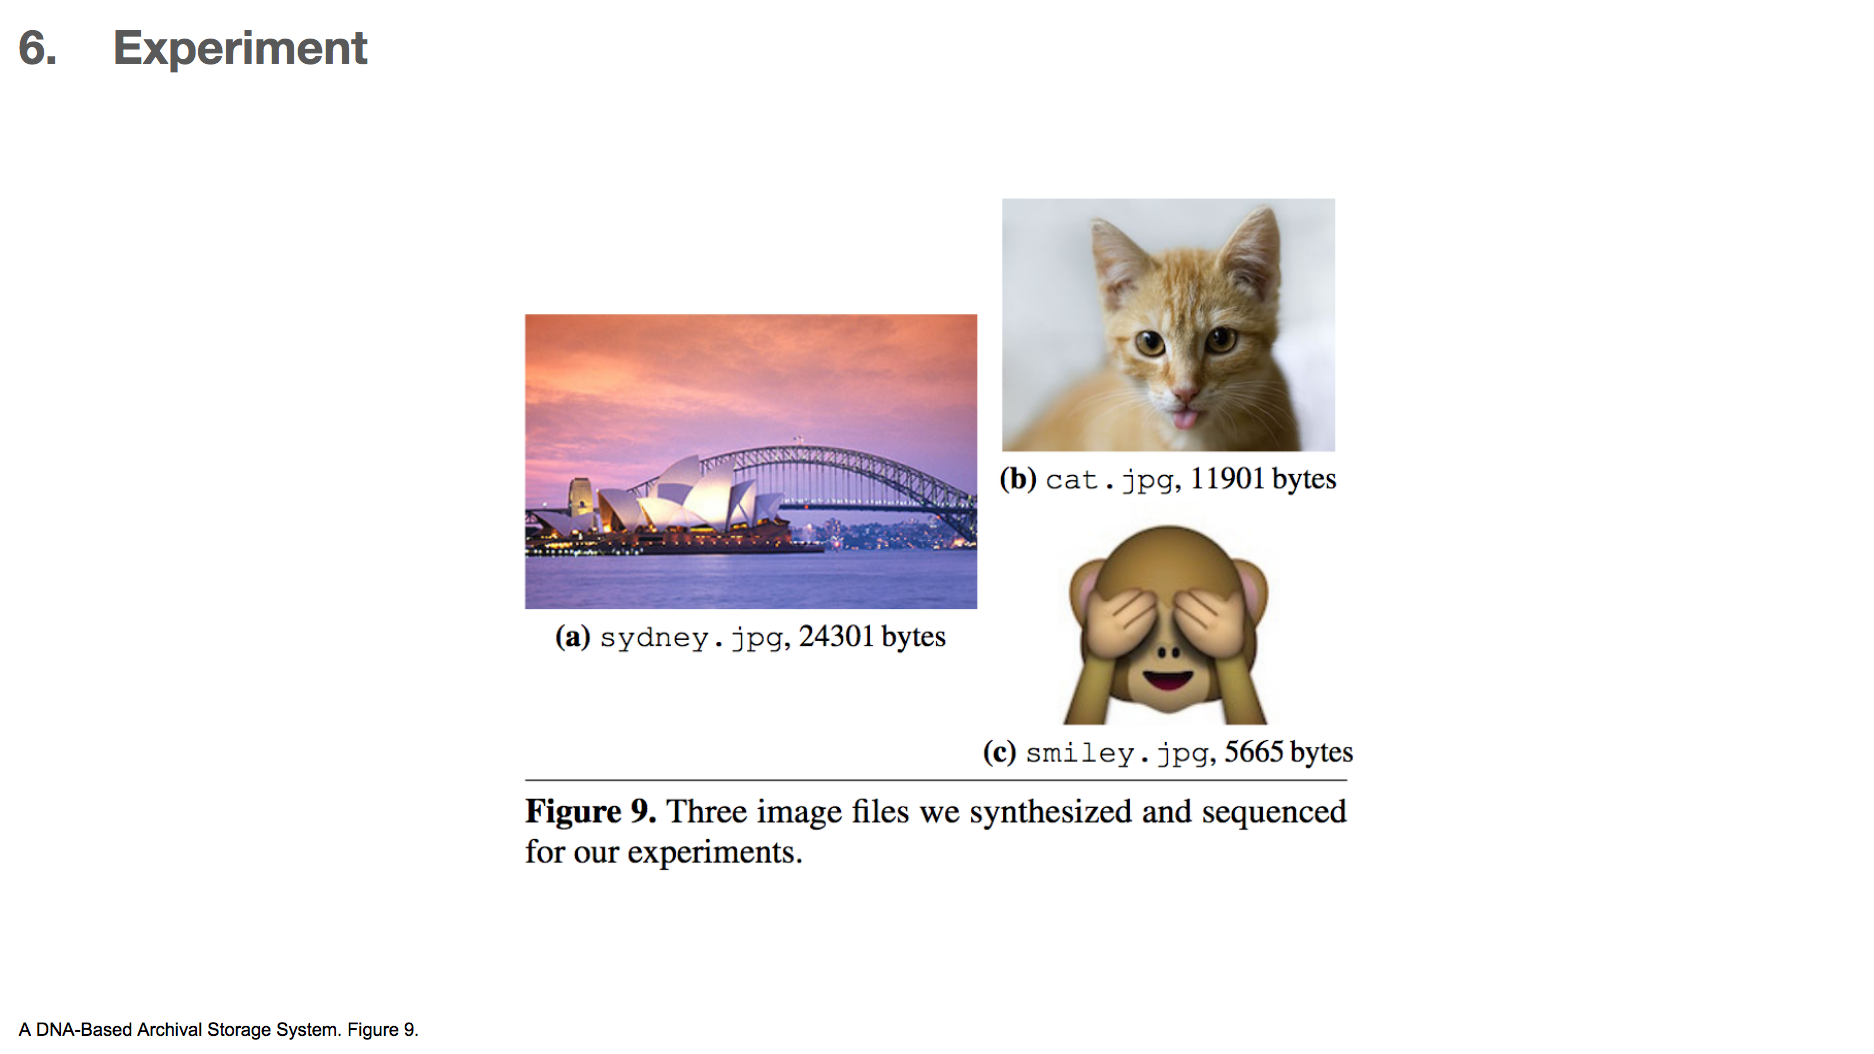 6. Experiment
(b) cat.jpg, 11901 bytes
(a) sydney.jpg, 24301 bytes
(c) smiley.jpg, 5665 bytes
Figure 9. Three image files we synthesized and sequenced
for our experiments.
A DNA-Based Archival Storage System. Figure 9.